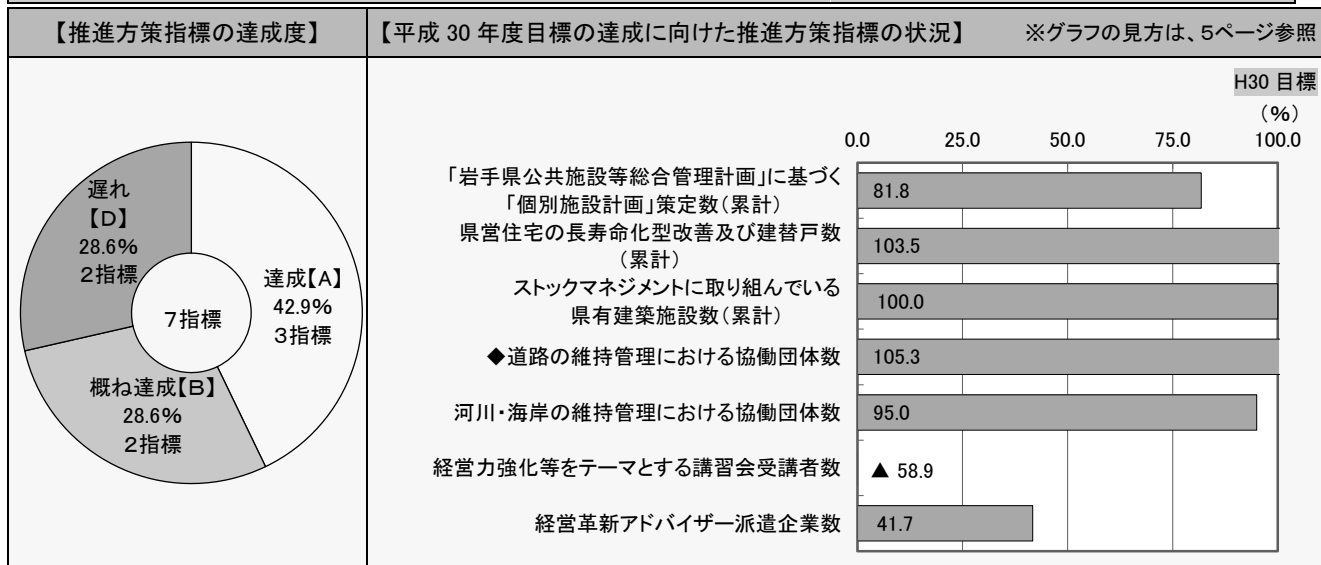 【推進方策指標の達成度】
【平成 30 年度目標の達成に向けた推進方策指標の状況】 ※グラフの見方は、5ページ参照
遅れ
【D】
28.6%
2指標
達成【A】
42.9%
3指標
7指標
概ね達成【B】
28.6%
2指標
H30 目標
(%)
0.0 25.0 50.0 75.0 100.0
「岩手県公共施設等総合管理計画」に基づく
「個別施設計画」策定数(累計)
81.8
県営住宅の長寿命化型改善及び建替戸数
(累計)
103.5
ストックマネジメントに取り組んでいる
県有建築施設数(累計)
100.0
◆道路の維持管理における協働団体数
105.3
河川・海岸の維持管理における協働団体数
95.0
経営力強化等をテーマとする講習会受講者数
▲ 58.9
経営革新アドバイザー派遣企業数
41.7